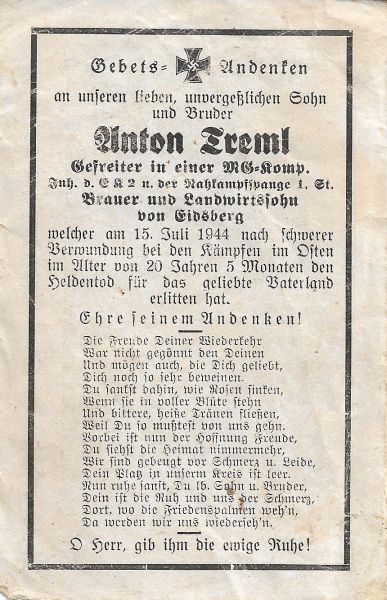 Gebets= Andenken
an unseren lieben, unvergeßlichen Sohn
und Bruder
Anton Treml
Gefreiter in einer MG-Komp.
Inh. d. E K 2 u. der Nahkampfspange 1. St.
Brauer und Landwirtssohn
von Eidsberg
welcher am 15. Juli 1944 nach schwerer
Verwundung bei den Kämpfen im Osten
im Alter von 20 Jahren 5 Monaten den
Heldentod für das geliebte Vaterland
erlitten hat.
Ehre seinem Andenken!
Die Freude Deiner Wiederkehr
War nicht gegönnt den Deinen
Und mögen auch, die Dich geliebt,
Dich noch so sehr beweinen.
Du sankst dahin, wie Rosen sinken,
Wenn sie in voller Blüte stehn
Und bittere, heiße Tränen fließen,
Weil Du so mußtest von uns gehn.
Vorbei ist nun der Hoffnung Freude,
Du siehst die Heimat nimmermehr,
Wir sind gebeugt vor Schmerz u. Leide,
Dein Platz in unserm Kreis ist leer.
Nun ruhe sanft, Du lb. Sohn u. Bruder,
Dein ist die Ruh und uns der Schmerz,
Dort, wo die Friedenspalmen weh'n,
Da werden wir uns wiederseh'n.
O Herr, gib ihm die ewige Ruhe!